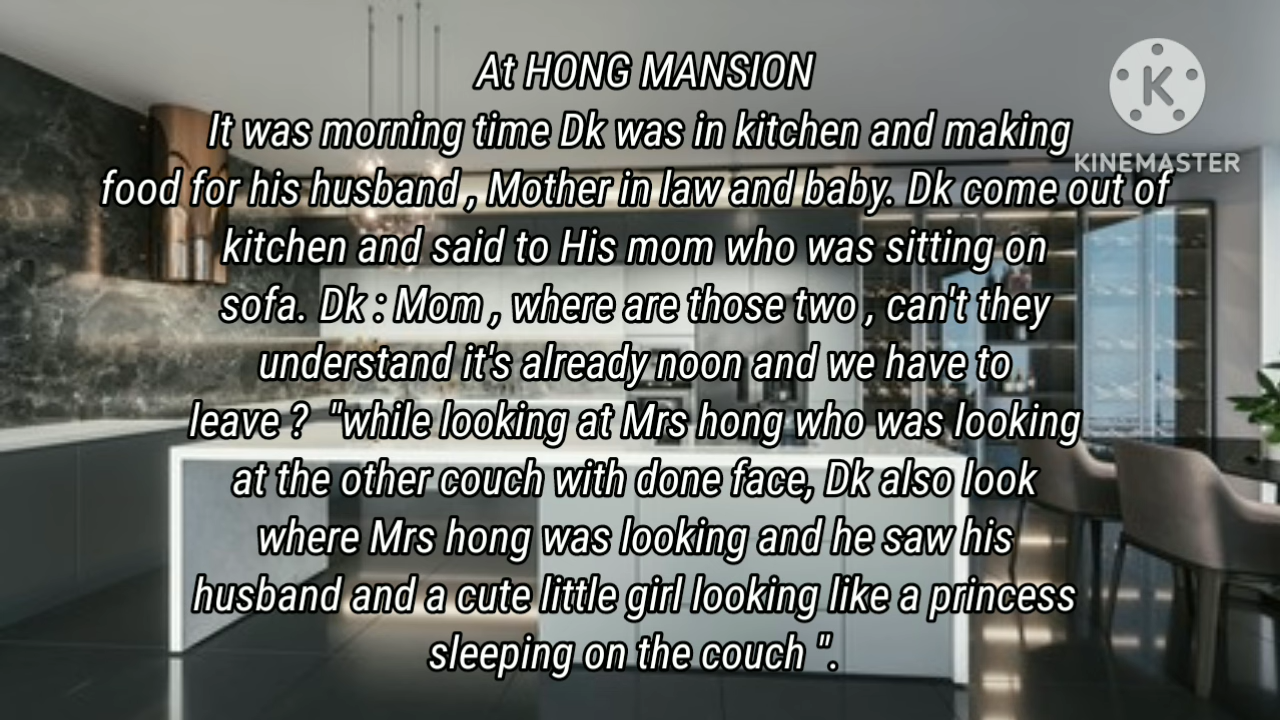 At HONG MANSION
It was morning time Dk was in kitchen and making
food for his husband , Mother in law and baby. Dk come out of
kitchen and said to His mom who was sitting on
sofa. Dk : Mom , where are those two , can't they
understand it's already noon and we have to
leave ?  "while looking at Mrs hong who was looking
at the other couch with done face, Dk also look
where Mrs hong was looking and he saw his
husband and a cute little girl looking like a princess
sleeping on the couch ".
K
KINEMASTER